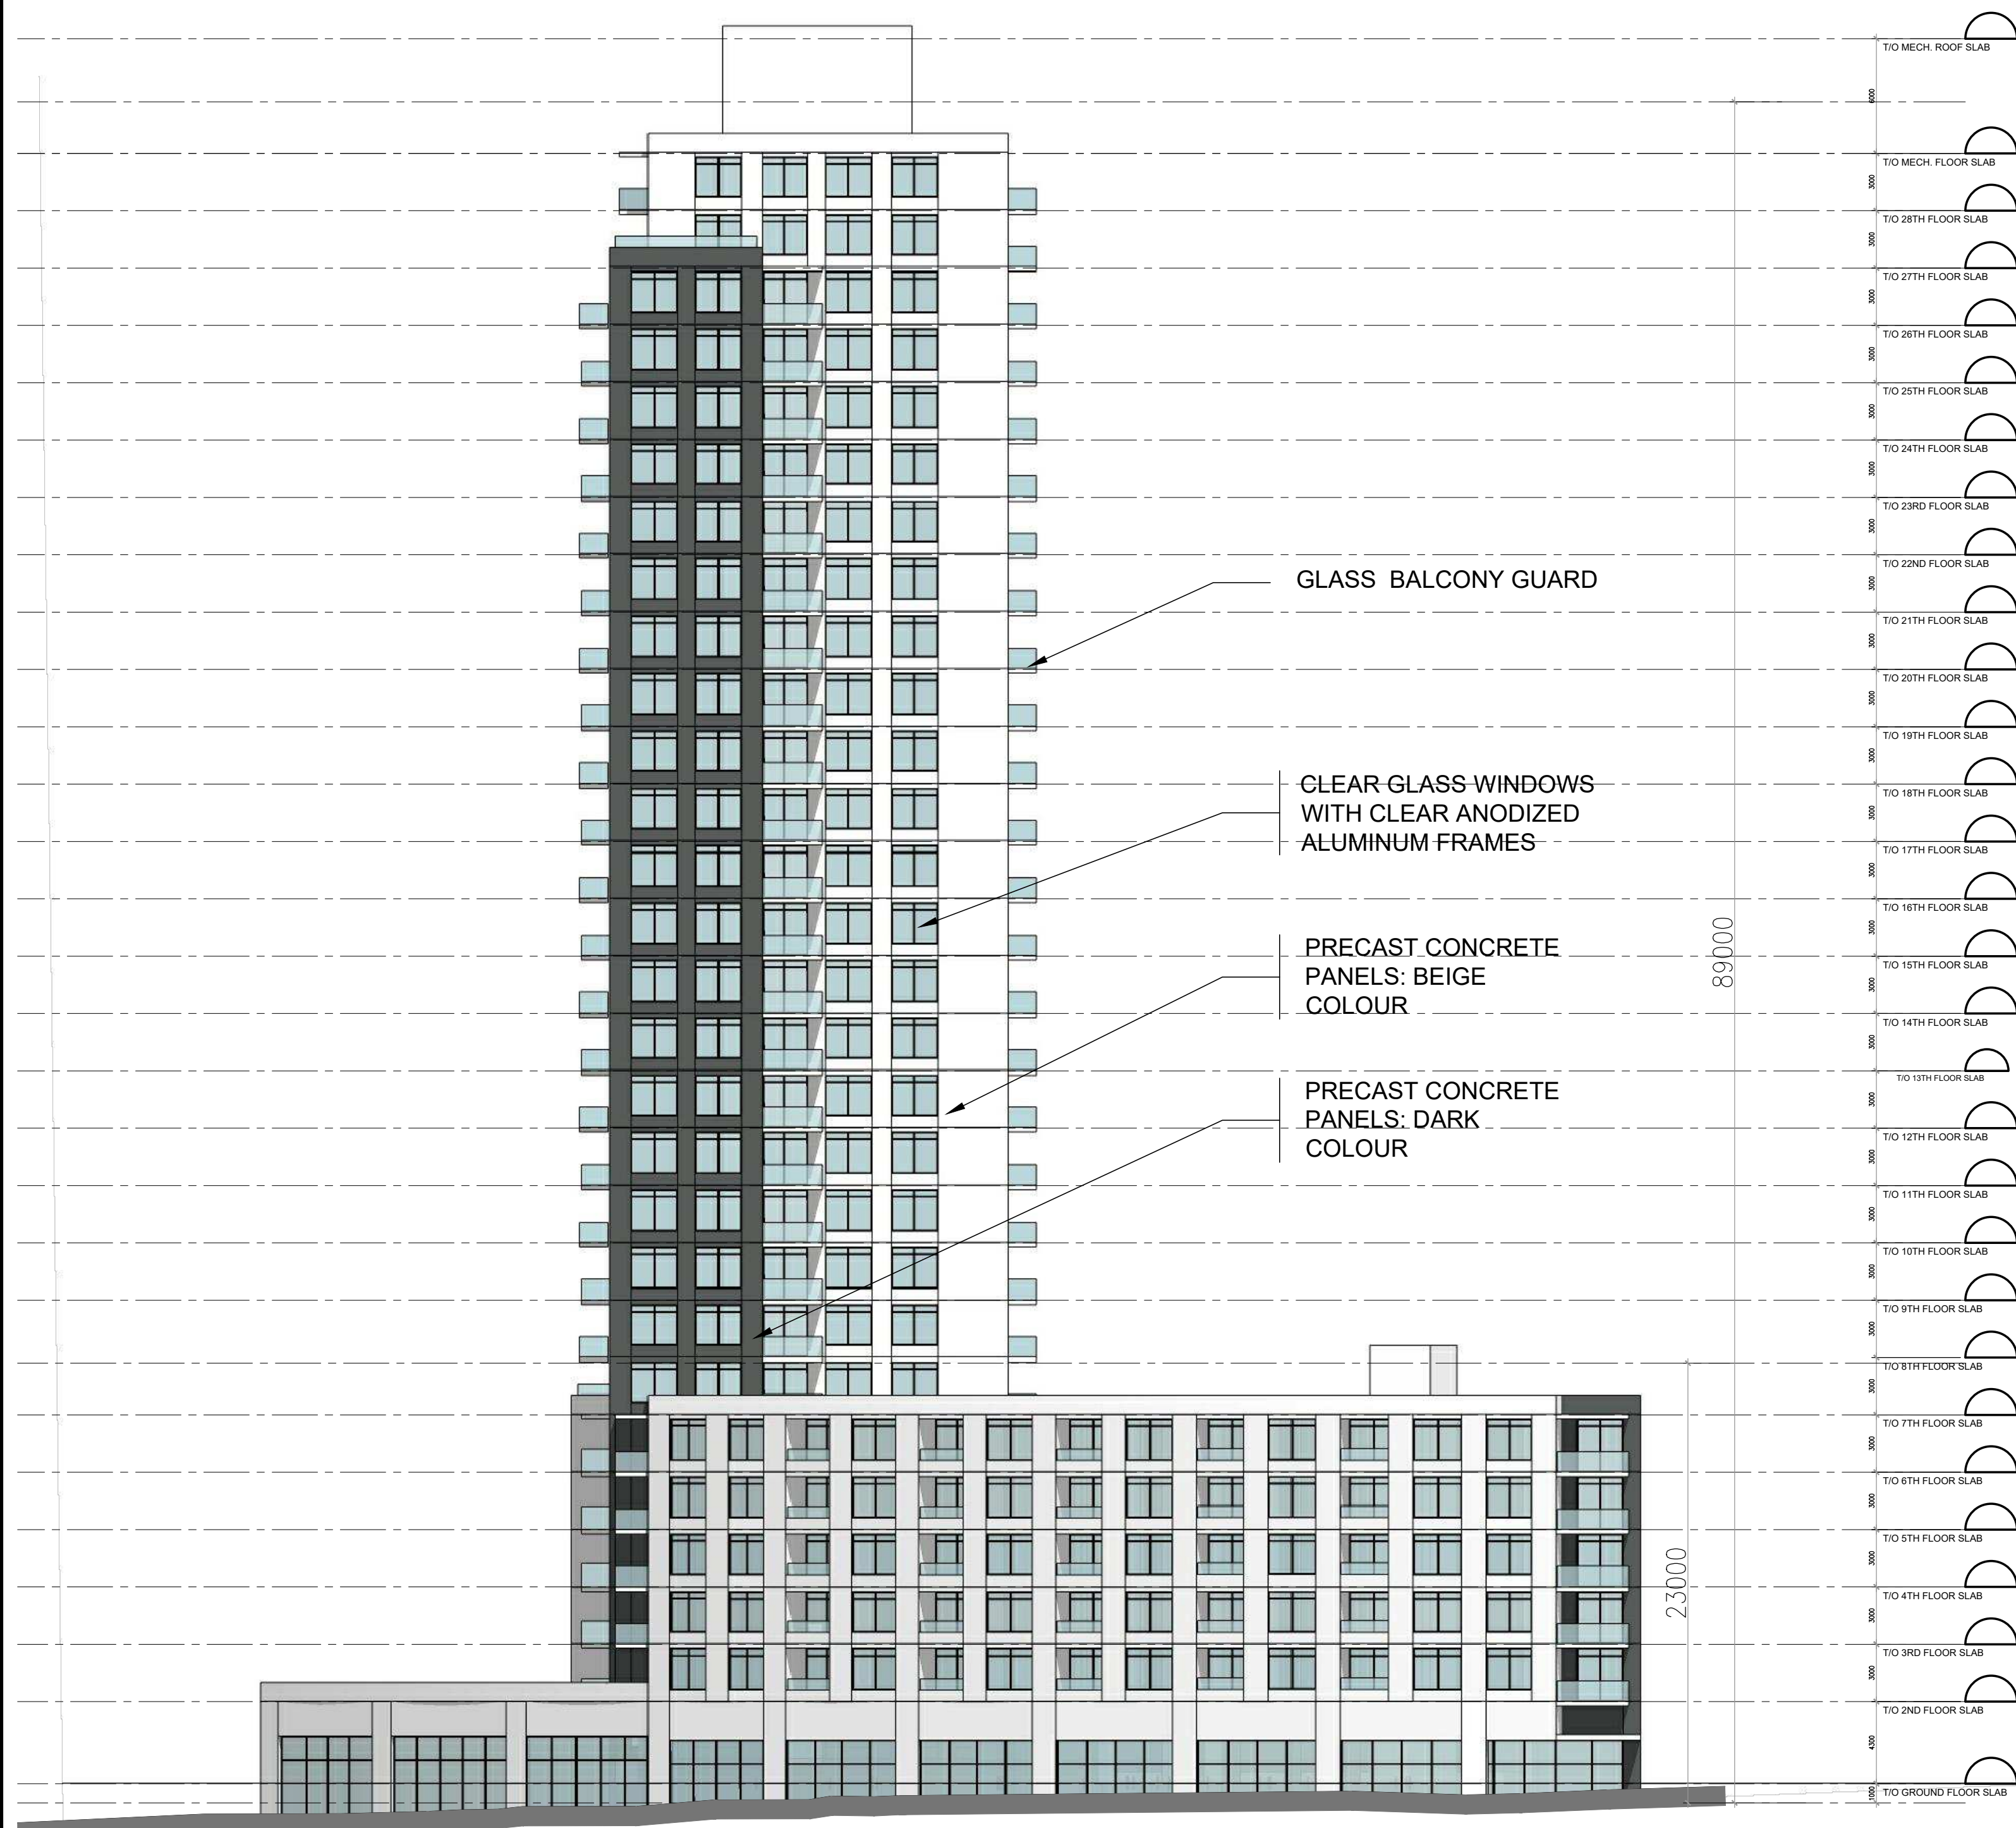 T/O MECH. ROOF SLAB
6000
T/O MECH. FLOOR SLAB
3000
T/O 28TH FLOOR SLAB
3000
T/O 27TH FLOOR SLAB
3000
T/O 26TH FLOOR SLAB
3000
T/O 25TH FLOOR SLAB
3000
T/O 24TH FLOOR SLAB
3000
T/O 23RD FLOOR SLAB
3000
T/O 22ND FLOOR SLAB
3000
T/O 21TH FLOOR SLAB
3000
T/O 20TH FLOOR SLAB
3000
T/O 19TH FLOOR SLAB
3000
T/O 18TH FLOOR SLAB
3000
T/O 17TH FLOOR SLAB
3000
T/O 16TH FLOOR SLAB
3000
T/O 15TH FLOOR SLAB
3000
T/O 14TH FLOOR SLAB
3000
T/O 13TH FLOOR SLAB
3000
T/O 12TH FLOOR SLAB
3000
T/O 11TH FLOOR SLAB
3000
T/O 10TH FLOOR SLAB
3000
T/O 9TH FLOOR SLAB
3000
T/O 8TH FLOOR SLAB
3000
T/O 7TH FLOOR SLAB
3000
T/O 6TH FLOOR SLAB
3000
T/O 5TH FLOOR SLAB
3000
T/O 4TH FLOOR SLAB
3000
T/O 3RD FLOOR SLAB
3000
T/O 2ND FLOOR SLAB
4300
T/O GROUND FLOOR SLAB
1000
GLASS BALCONY GUARD
CLEAR GLASS WINDOWS
WITH CLEAR ANODIZED
ALUMINUM FRAMES
PRECAST CONCRETE
PANELS: BEIGE
COLOUR
PRECAST CONCRETE
PANELS: DARK
COLOUR
89000
23000